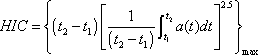 HIC = { (t₂ − t₁) [ 1/(t₂ − t₁) ∫_{t₁}^{t₂} a(t)dt ]^{2.5} }_{max}